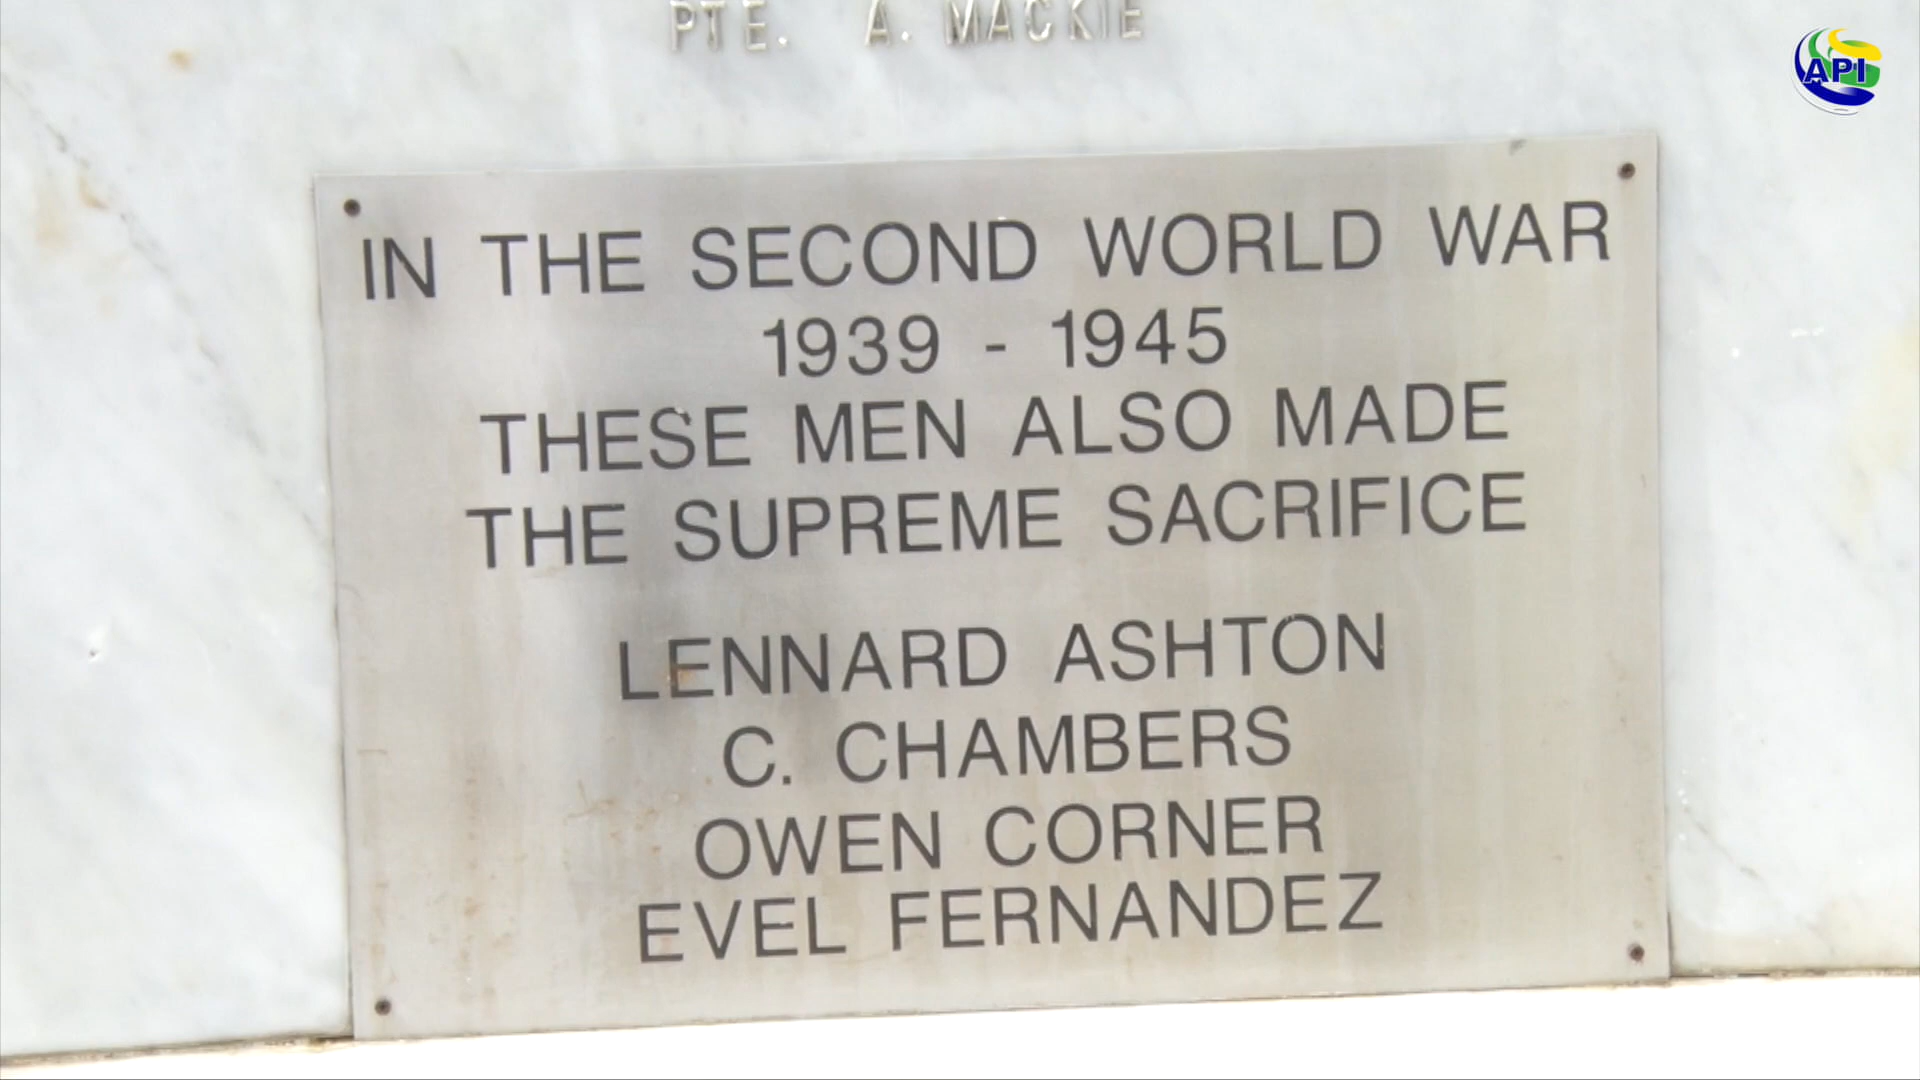 PTE. A. MACKIE
API
IN THE SECOND WORLD WAR
1939 - 1945
THESE MEN ALSO MADE
THE SUPREME SACRIFICE
LENNARD ASHTON
C. CHAMBERS
OWEN CORNER
EVEL FERNANDEZ